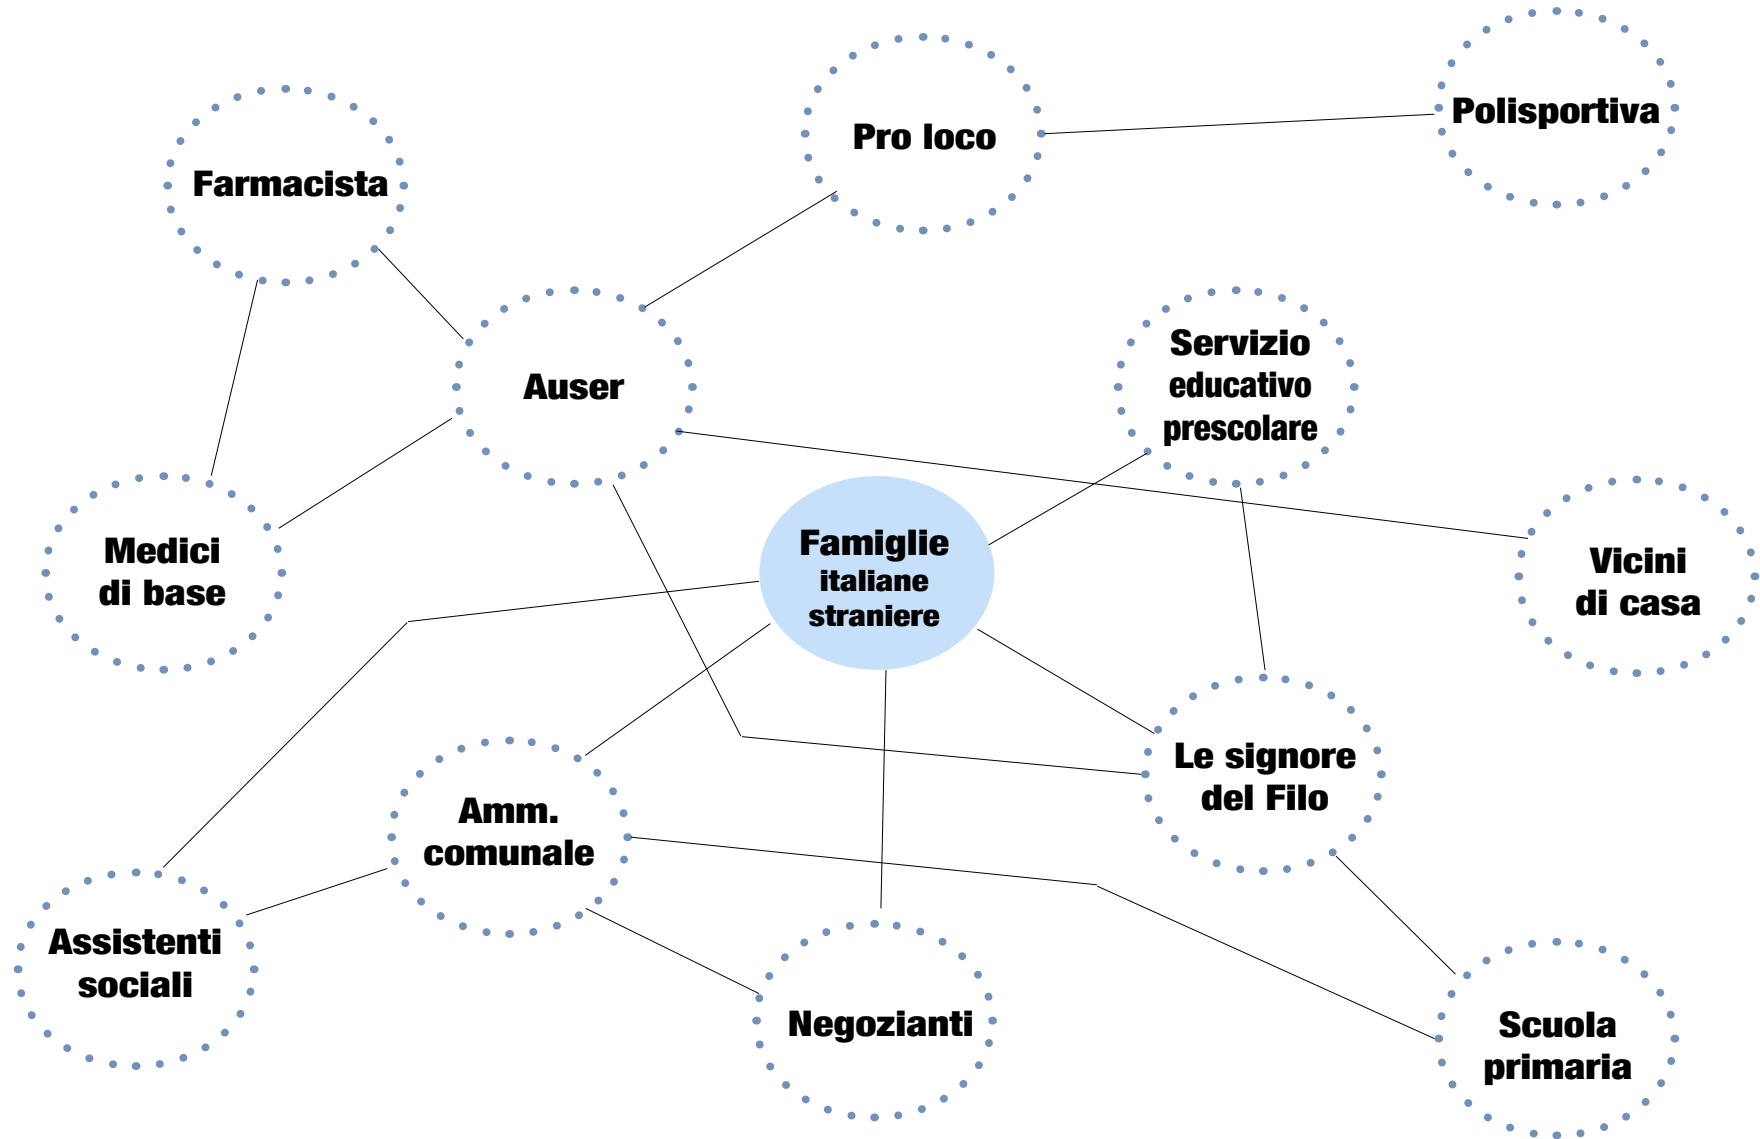 Polisportiva
Pro loco
Farmacista
Servizio
educativo
prescolare
Auser
Famiglie
italiane
straniere
Medici
di base
Vicini
di casa
Le signore
del Filo
Amm.
comunale
Assistenti
sociali
Negozianti
Scuola
primaria